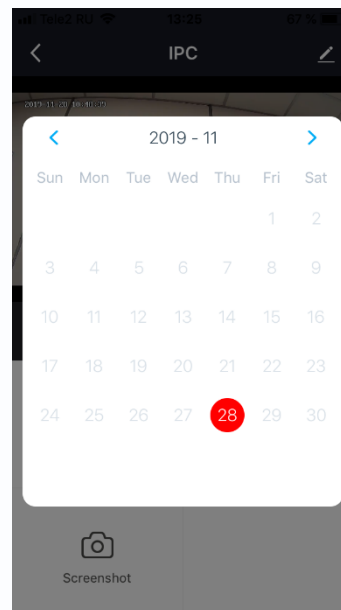 Tele2 RU 13:25 67 %
IPC
2019 - 11
Sun Mon Tue Wed Thu Fri Sat
1 2
3 4 5 6 7 8 9
10 11 12 13 14 15 16
17 18 19 20 21 22 23
24 25 26 27 28 29 30
Screenshot